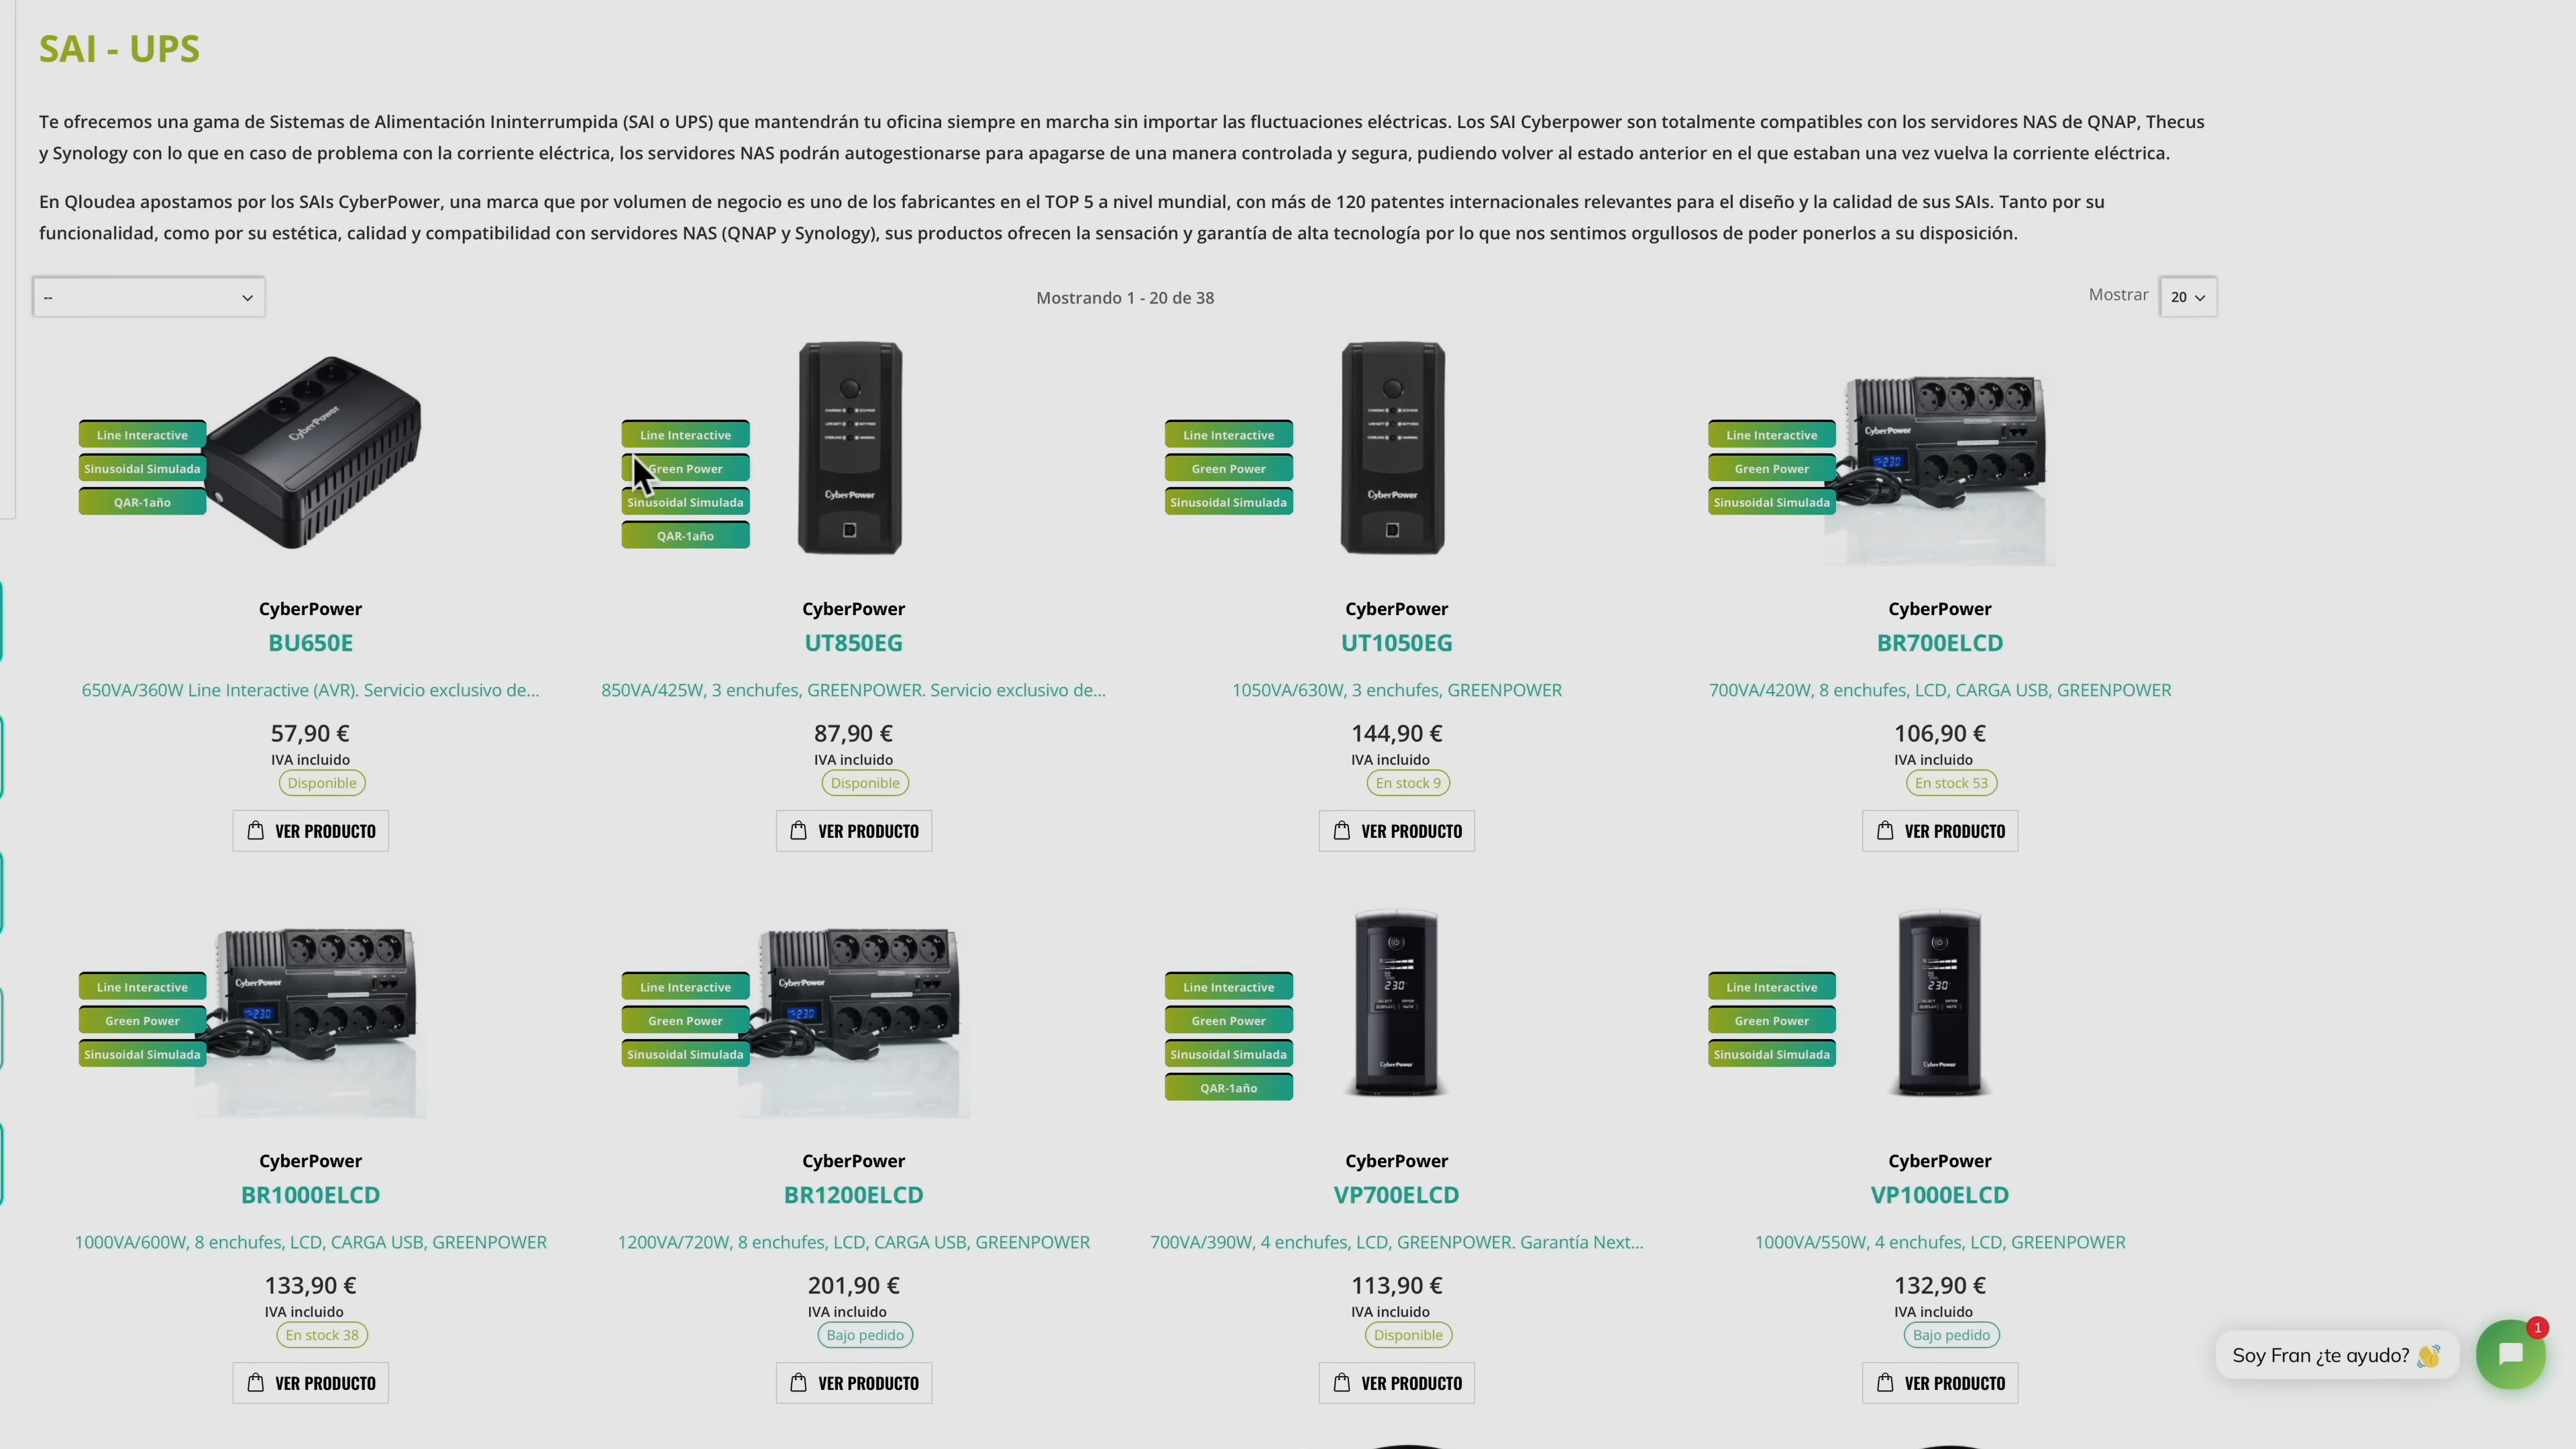 SAI - UPS
Te ofrecemos una gama de Sistemas de Alimentación Ininterrumpida (SAI o UPS) que mantendrán tu oficina siempre en marcha sin importar las fluctuaciones eléctricas. Los SAI Cyberpower son totalmente compatibles con los servidores NAS de QNAP, Thecus
y Synology con lo que en caso de problema con la corriente eléctrica, los servidores NAS podrán autogestionarse para apagarse de una manera controlada y segura, pudiendo volver al estado anterior en el que estaban una vez vuelva la corriente eléctrica.
En Qloudea apostamos por los SAIs CyberPower, una marca que por volumen de negocio es uno de los fabricantes en el TOP 5 a nivel mundial, con más de 120 patentes internacionales relevantes para el diseño y la calidad de sus SAIs. Tanto por su
funcionalidad, como por su estética, calidad y compatibilidad con servidores NAS (QNAP y Synology), sus productos ofrecen la sensación y garantía de alta tecnología por lo que nos sentimos orgullosos de poder ponerlos a su disposición.
--
Mostrando 1 - 20 de 38
Mostrar
20
Line Interactive
Sinusoidal Simulada
QAR-1año
CyberPower
CyberPower
BU650E
650VA/360W Line Interactive (AVR). Servicio exclusivo de...
57,90 €
IVA incluido
Disponible
VER PRODUCTO
Line Interactive
Green Power
Sinusoidal Simulada
QAR-1año
CyberPower
CyberPower
UT850EG
850VA/425W, 3 enchufes, GREENPOWER. Servicio exclusivo de...
87,90 €
IVA incluido
Disponible
VER PRODUCTO
Line Interactive
Green Power
Sinusoidal Simulada
CyberPower
CyberPower
UT1050EG
1050VA/630W, 3 enchufes, GREENPOWER
144,90 €
IVA incluido
En stock 9
VER PRODUCTO
Line Interactive
Green Power
Sinusoidal Simulada
CyberPower
230
CyberPower
BR700ELCD
700VA/420W, 8 enchufes, LCD, CARGA USB, GREENPOWER
106,90 €
IVA incluido
En stock 53
VER PRODUCTO
Line Interactive
Green Power
Sinusoidal Simulada
CyberPower
230
CyberPower
BR1000ELCD
1000VA/600W, 8 enchufes, LCD, CARGA USB, GREENPOWER
133,90 €
IVA incluido
En stock 38
VER PRODUCTO
Line Interactive
Green Power
Sinusoidal Simulada
CyberPower
230
CyberPower
BR1200ELCD
1200VA/720W, 8 enchufes, LCD, CARGA USB, GREENPOWER
201,90 €
IVA incluido
Bajo pedido
VER PRODUCTO
Line Interactive
Green Power
Sinusoidal Simulada
QAR-1año
230
CyberPower
CyberPower
VP700ELCD
700VA/390W, 4 enchufes, LCD, GREENPOWER. Garantía Next...
113,90 €
IVA incluido
Disponible
VER PRODUCTO
Line Interactive
Green Power
Sinusoidal Simulada
230
CyberPower
CyberPower
VP1000ELCD
1000VA/550W, 4 enchufes, LCD, GREENPOWER
132,90 €
IVA incluido
Bajo pedido
VER PRODUCTO
Soy Fran ¿te ayudo? 👋
1